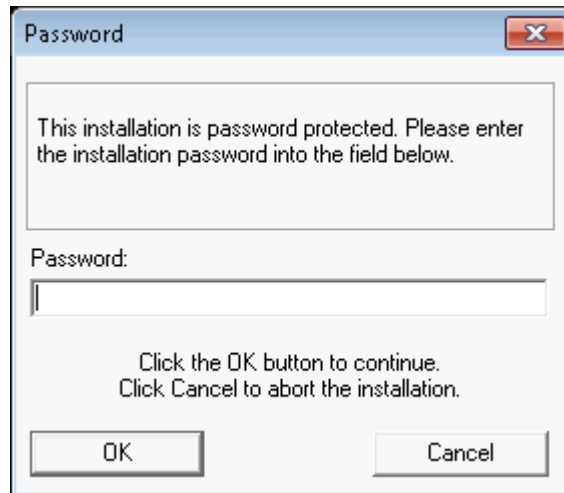 Password
This installation is password protected. Please enter
the installation password into the field below.
Password:
Click the OK button to continue.
Click Cancel to abort the installation.
OK
Cancel